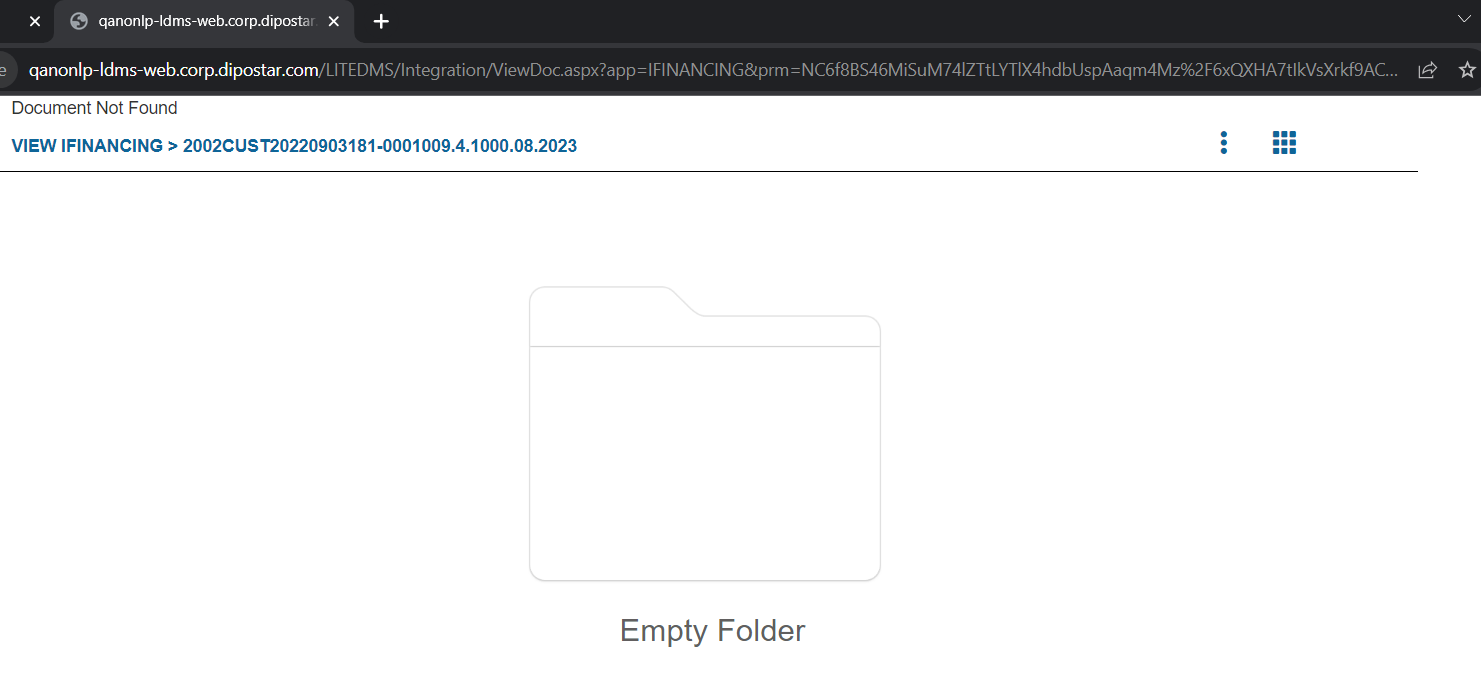 qanonlp-ldms-web.corp.dipostar.
qanonlp-ldms-web.corp.dipostar.com/LITEDMS/Integration/ViewDoc.aspx?app=IFINANCING&prm=NC6f8BS46MiSuM74lZTtLYTlX4hdbUspAaqm4Mz%2F6xQXHA7tIkVsXrkf9AC...
Document Not Found
VIEW IFINANCING > 2002CUST20220903181-0001009.4.1000.08.2023
Empty Folder